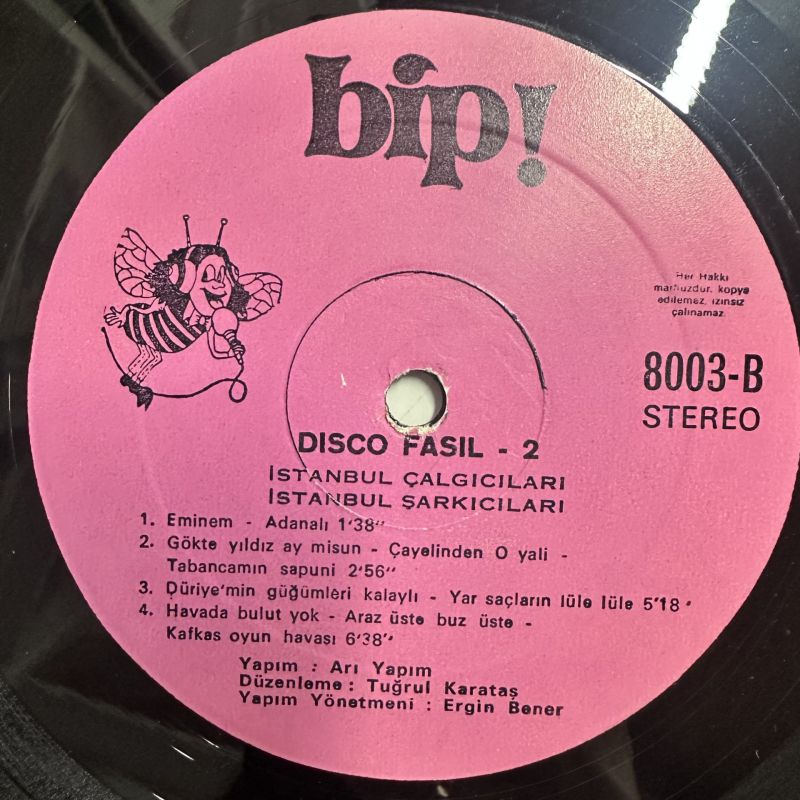 bip!
Her Hakkı
mahfuzdur, kopya
edilemez, izinsiz
çalınamaz.
8003-B
STEREO
DISCO FASIL - 2
İSTANBUL ÇALGICILARI
İSTANBUL ŞARKICILARI
1. Eminem - Adanalı 1'38"
2. Gökte yıldız ay misun - Çayelinden O yali -
Tabancamın sapuni 2'56"
3. Düriye'min güğümleri kalaylı - Yar saçların lüle lüle 5'18"
4. Havada bulut yok - Araz üste buz üste -
Kafkas oyun havası 6'38"
Yapım : Arı Yapım
Düzenleme : Tuğrul Karataş
Yapım Yönetmeni : Ergin Bener